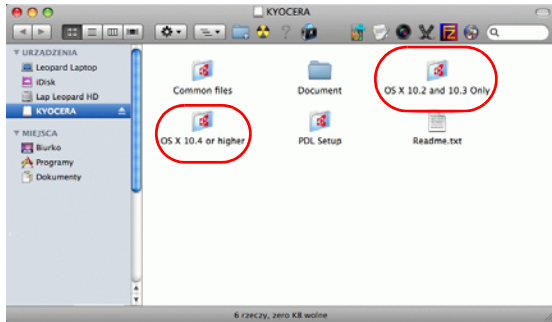 KYOCERA
URZĄDZENIA
Leopard Laptop
iDisk
Lap Leopard HD
KYOCERA
MIEJSCA
Biurko
Programy
Dokumenty
Common files
Document
OS X 10.2 and 10.3 Only
OS X 10.4 or higher
PDL Setup
Readme.txt
6 rzeczy, zero KB wolne